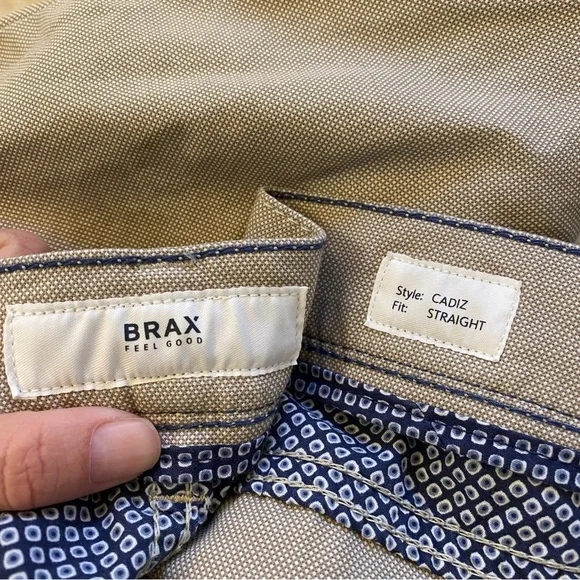 BRAX
FEEL GOOD
Style: CADIZ
Fit: STRAIGHT